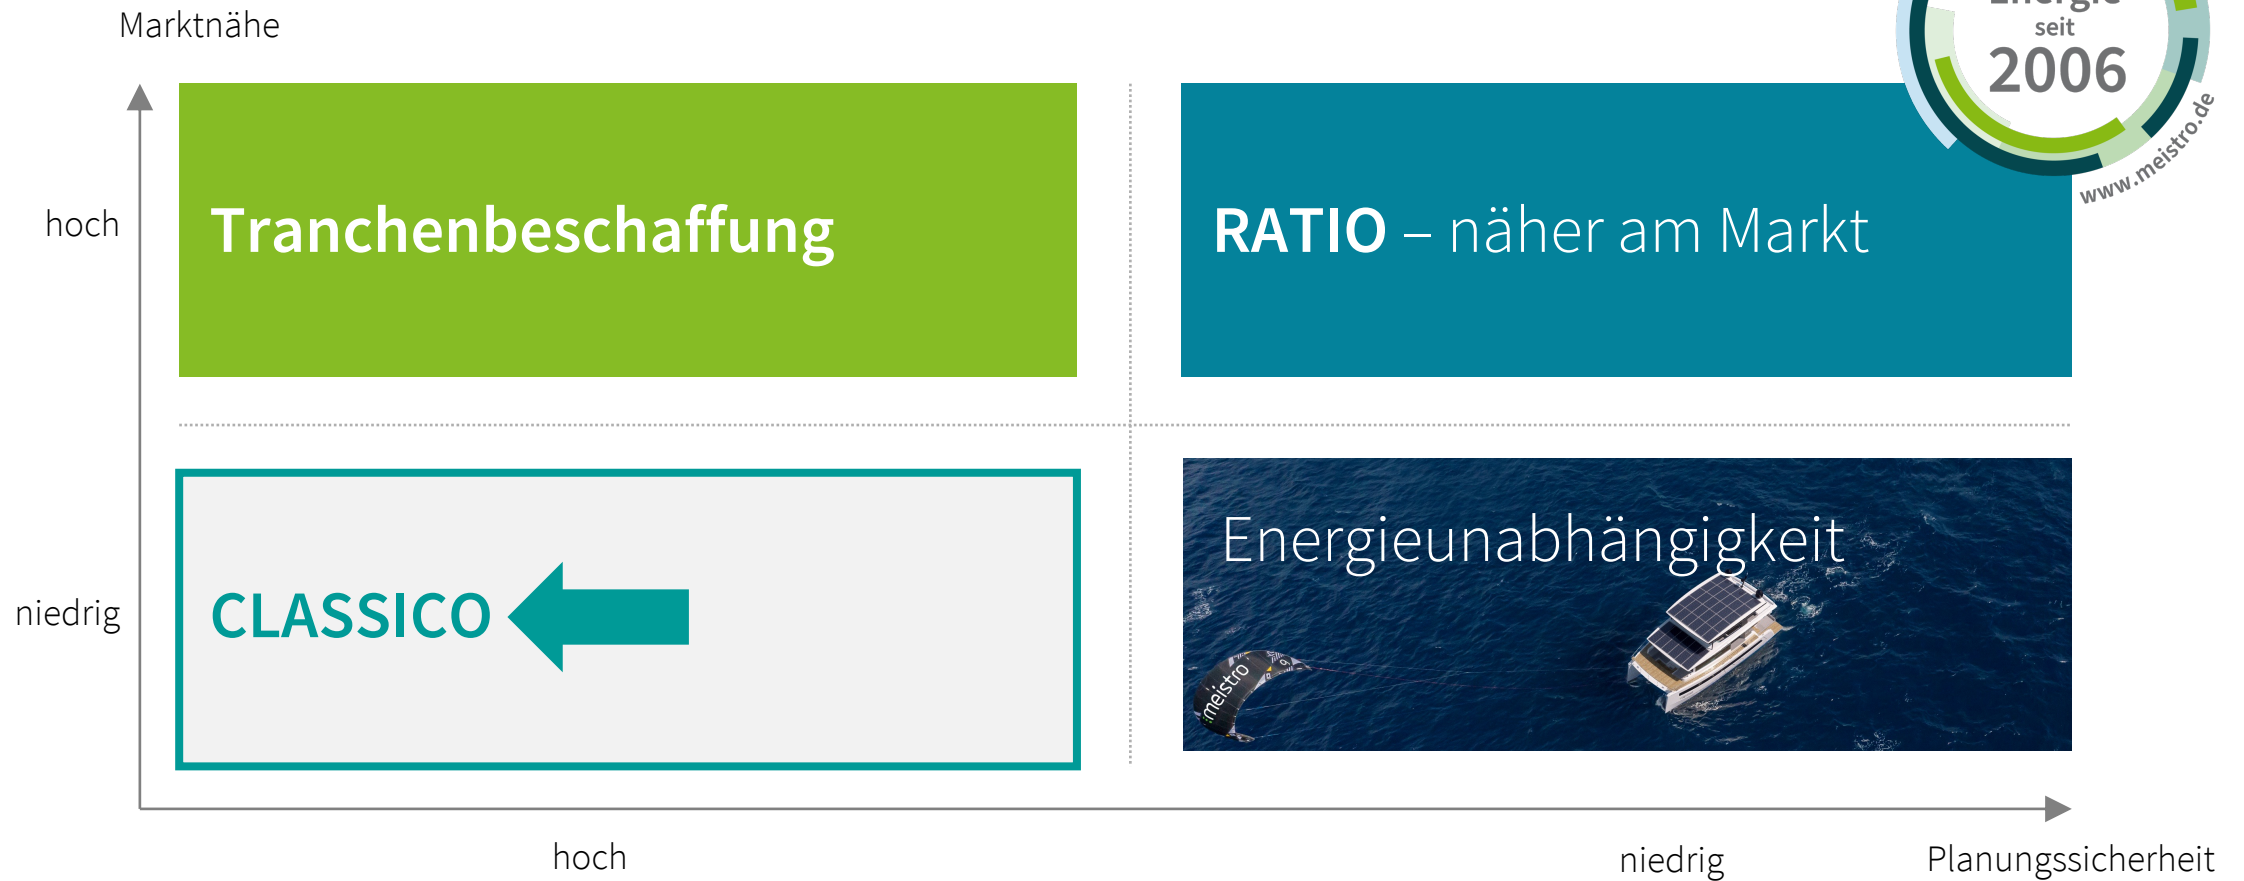 Marktnähe
Energie
seit
2006
www.meistro.de
hoch
Tranchenbeschaffung
RATIO – näher am Markt
niedrig
CLASSICO
Energieunabhängigkeit
meistro
hoch
niedrig
Planungssicherheit